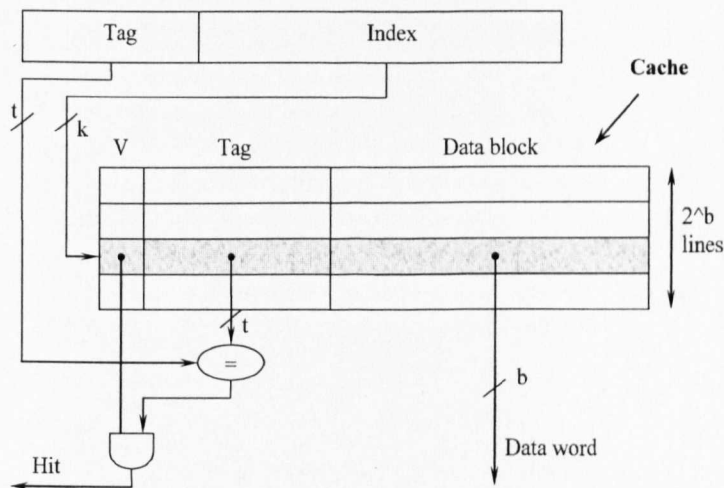 Tag Index
Cache
t
k
V Tag Data block
2^b
lines
t
=
b
Data word
Hit